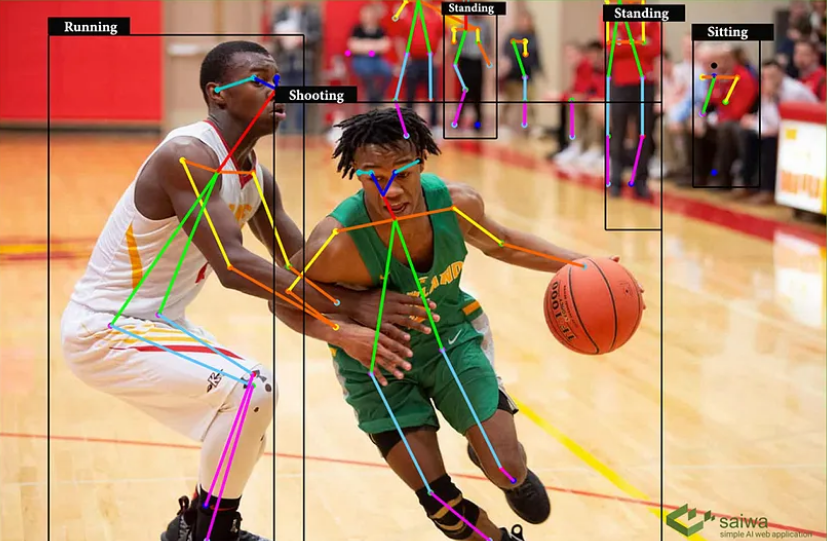 Running
Standing
Standing
Sitting
Shooting
saiwa
simple AI web application